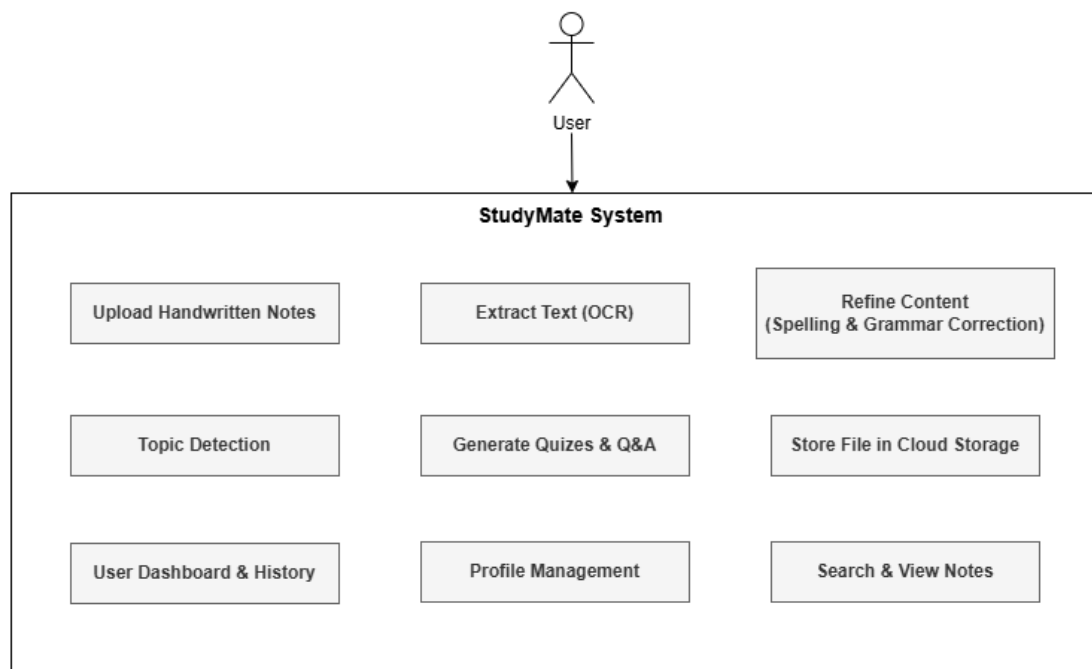 User
StudyMate System
Upload Handwritten Notes
Extract Text (OCR)
Refine Content
(Spelling & Grammar Correction)
Topic Detection
Generate Quizes & Q&A
Store File in Cloud Storage
User Dashboard & History
Profile Management
Search & View Notes